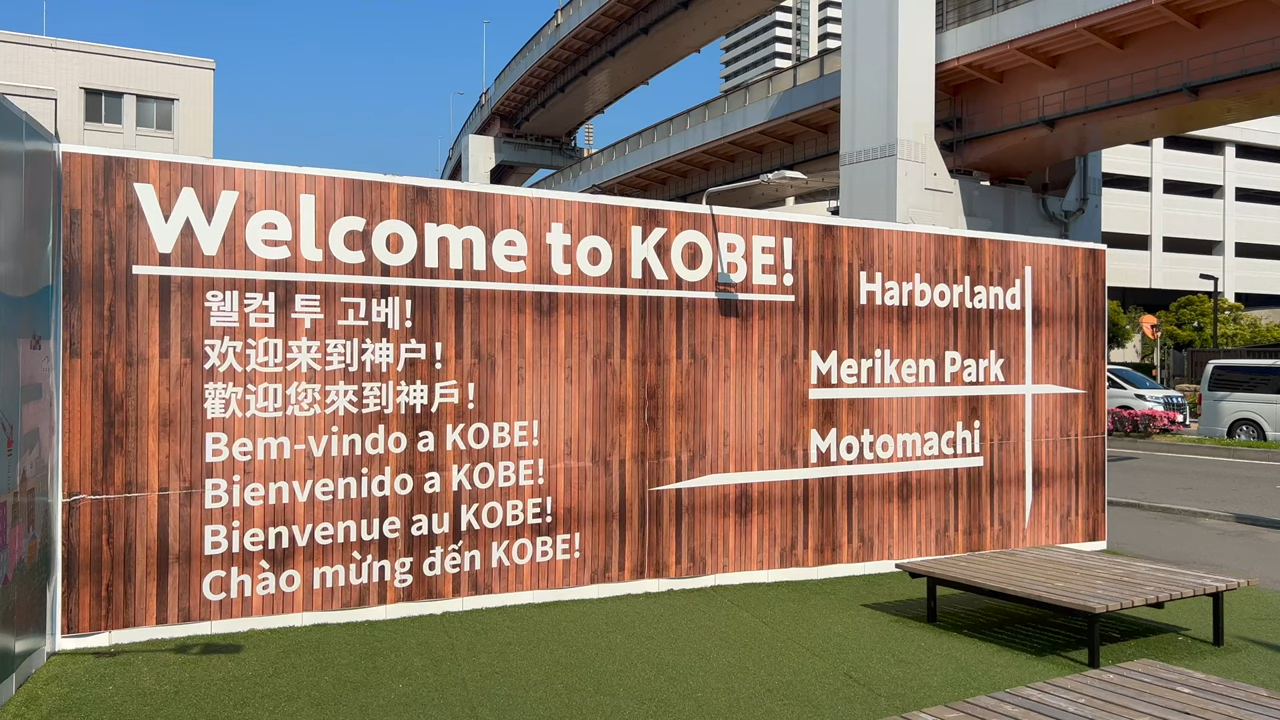 Welcome to KOBE!
웰컴 투 고베!
欢迎来到神户！
歡迎您來到神戶！
Bem-vindo a KOBE!
Bienvenido a KOBE!
Bienvenue au KOBE!
Chào mừng đến KOBE!
Harborland
Meriken Park
Motomachi